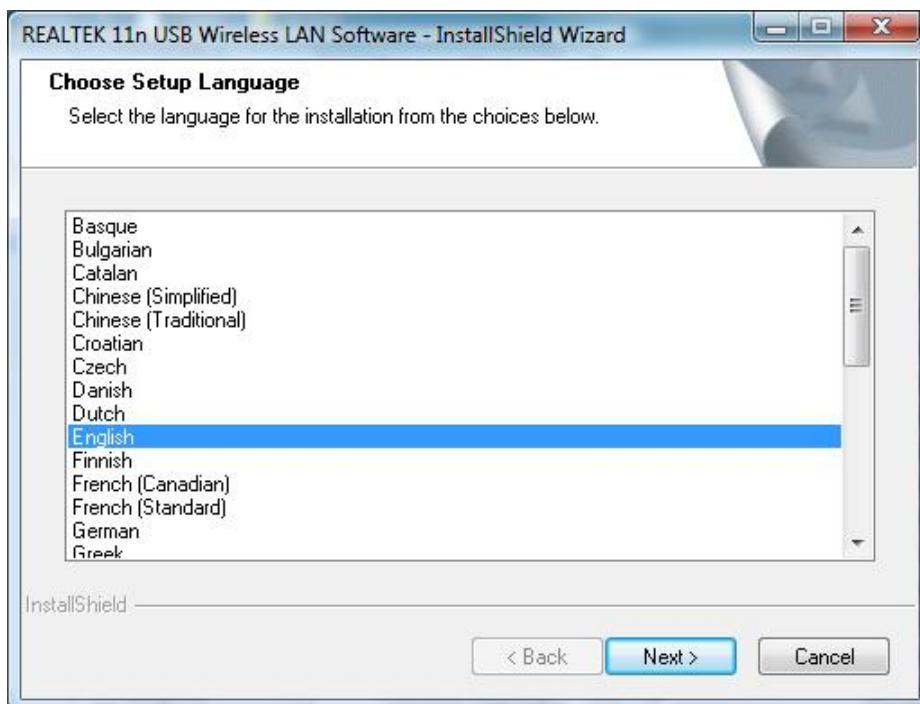 REALTEK 11n USB Wireless LAN Software - InstallShield Wizard
Choose Setup Language
Select the language for the installation from the choices below.
Basque
Bulgarian
Catalan
Chinese (Simplified)
Chinese (Traditional)
Croatian
Czech
Danish
Dutch
English
Finnish
French (Canadian)
French (Standard)
German
Greek
InstallShield
< Back
Next >
Cancel